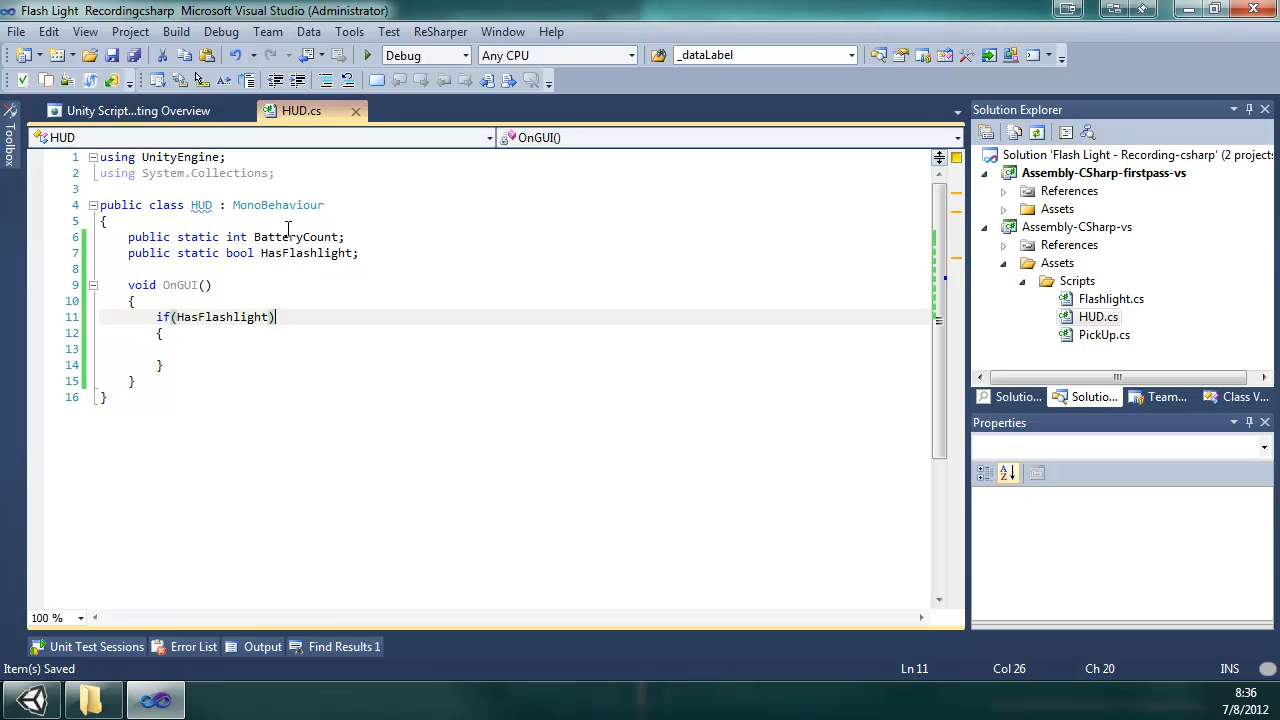 Flash Light Recordingcsharp Microsoft Visual Studio (Administrator)
File Edit View Project Build Debug Team Data Tools Test ReSharper Window Help
Debug Any CPU _dataLabel
Toolbox
Unity Script...ting Overview HUD.cs
HUD OnGUI()
1 using UnityEngine;
2 using System.Collections;
3
4 public class HUD : MonoBehaviour
5 {
6 public static int BatteryCount;
7 public static bool HasFlashlight;
8
9 void OnGUI()
10 {
11 if(HasFlashlight)
12 {
13
14 }
15 }
16 }
100 %
Solution Explorer
Solution 'Flash Light - Recording-csharp' (2 projects
Assembly-CSharp-firstpass-vs
References
Assets
Assembly-CSharp-vs
References
Assets
Scripts
Flashlight.cs
HUD.cs
PickUp.cs
Solutio... Solutio... Team... Class V...
Properties
Unit Test Sessions Error List Output Find Results 1
Item(s) Saved Ln 11 Col 26 Ch 20 INS
8:36
7/8/2012